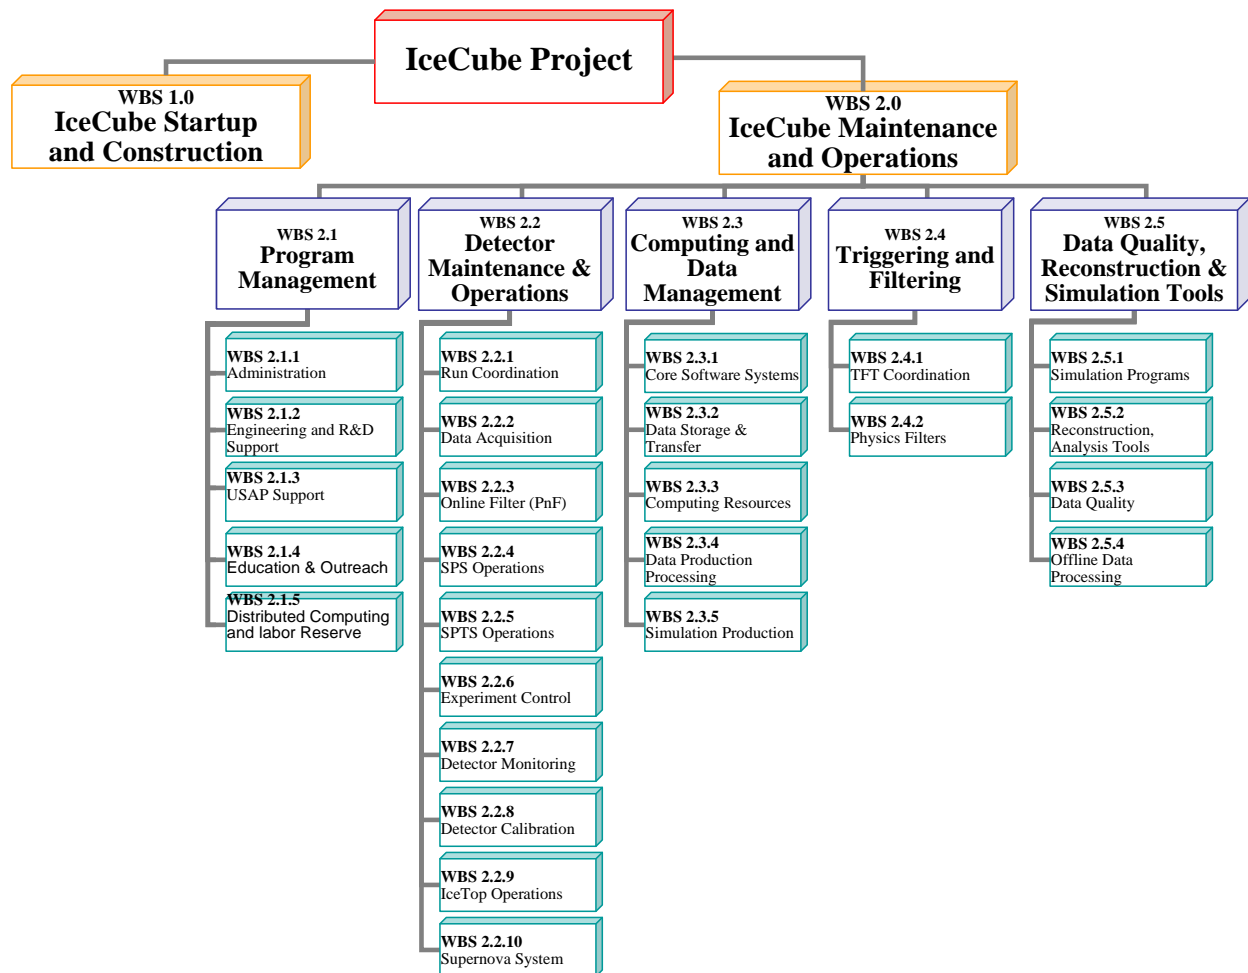 IceCube Project
WBS 1.0
IceCube Startup
and Construction
WBS 2.0
IceCube Maintenance
and Operations
WBS 2.1
Program
Management
WBS 2.2
Detector
Maintenance &
Operations
WBS 2.3
Computing and
Data
Management
WBS 2.4
Triggering and
Filtering
WBS 2.5
Data Quality,
Reconstruction &
Simulation Tools
WBS 2.1.1
Administration
WBS 2.1.2
Engineering and R&D
Support
WBS 2.1.3
USAP Support
WBS 2.1.4
Education & Outreach
WBS 2.1.5
Distributed Computing
and labor Reserve
WBS 2.2.1
Run Coordination
WBS 2.2.2
Data Acquisition
WBS 2.2.3
Online Filter (PnF)
WBS 2.2.4
SPS Operations
WBS 2.2.5
SPTS Operations
WBS 2.2.6
Experiment Control
WBS 2.2.7
Detector Monitoring
WBS 2.2.8
Detector Calibration
WBS 2.2.9
IceTop Operations
WBS 2.2.10
Supernova System
WBS 2.3.1
Core Software Systems
WBS 2.3.2
Data Storage &
Transfer
WBS 2.3.3
Computing Resources
WBS 2.3.4
Data Production
Processing
WBS 2.3.5
Simulation Production
WBS 2.4.1
TFT Coordination
WBS 2.4.2
Physics Filters
WBS 2.5.1
Simulation Programs
WBS 2.5.2
Reconstruction,
Analysis Tools
WBS 2.5.3
Data Quality
WBS 2.5.4
Offline Data
Processing